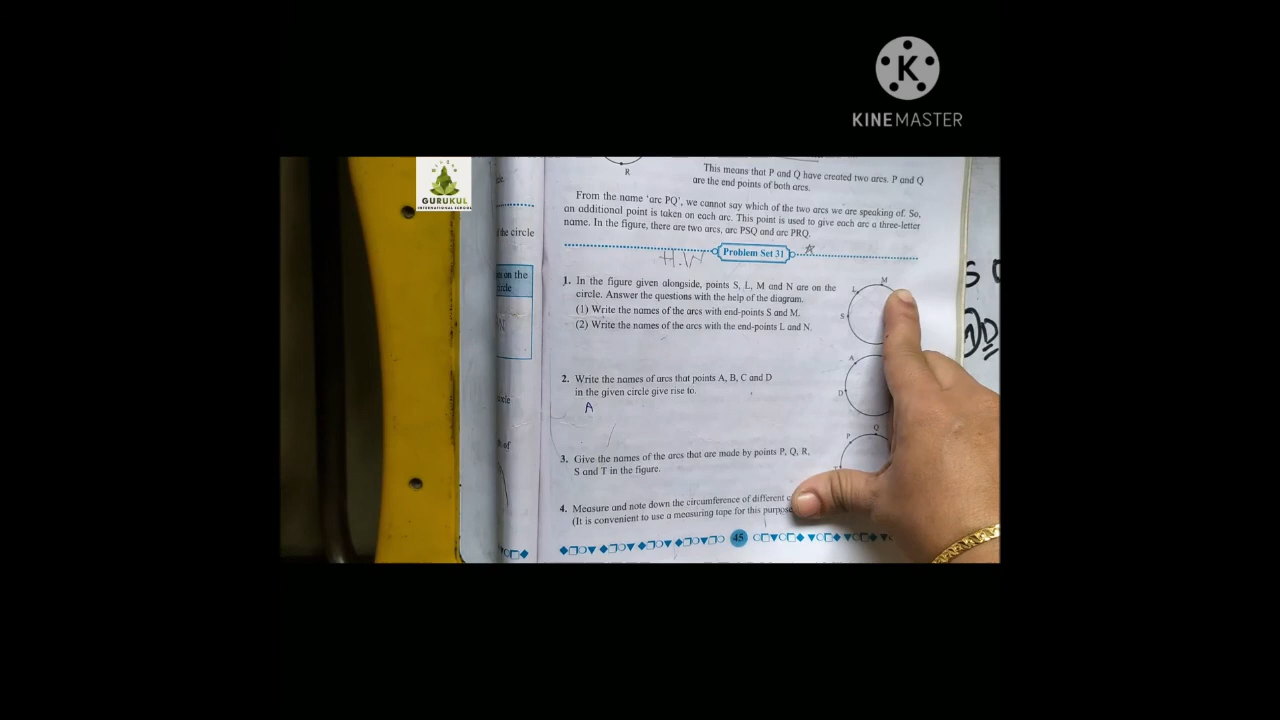 K
KINEMASTER
GURUKUL
INTERNATIONAL SCHOOL
R
This means that P and Q have created two arcs. P and Q
are the end points of both arcs.
From the name 'arc PQ', we cannot say which of the two arcs we are speaking of. So,
an additional point is taken on each arc. This point is used to give each arc a three-letter
name. In the figure, there are two arcs, arc PSQ and arc PRQ.
the circle
on the
H.W
Problem Set 31
1. In the figure given alongside, points S, L, M and N are on the
circle. Answer the questions with the help of the diagram.
(1) Write the names of the arcs with end-points S and M.
(2) Write the names of the arcs with the end-points L and N.
M
L
S
2. Write the names of arcs that points A, B, C and D
in the given circle give rise to.
A
A
D
3. Give the names of the arcs that are made by points P, Q, R,
S and T in the figure.
Q
P
4. Measure and note down the circumference of different
(It is convenient to use a measuring tape for this purpose
of
45